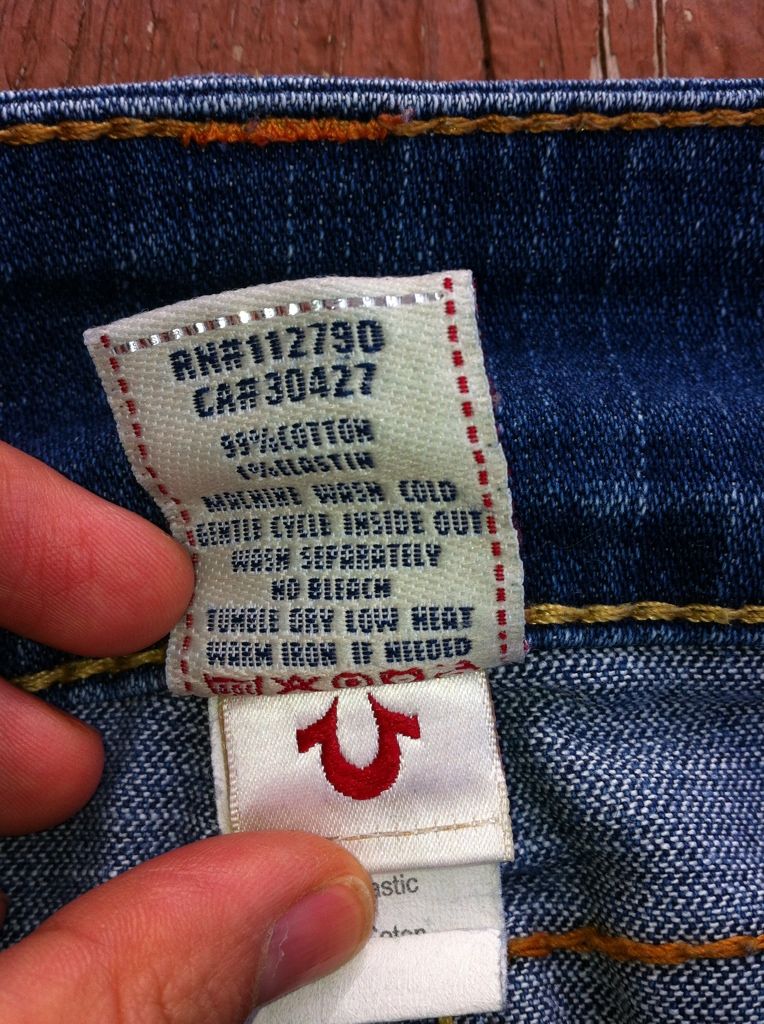 RN#112790
CA#30427
99%COTTON
1%ELASTIN
MACHINE WASH COLD
GENTLE CYCLE INSIDE OUT
WASH SEPARATELY
NO BLEACH
TUMBLE DRY LOW HEAT
WARM IRON IF NEEDED
astic